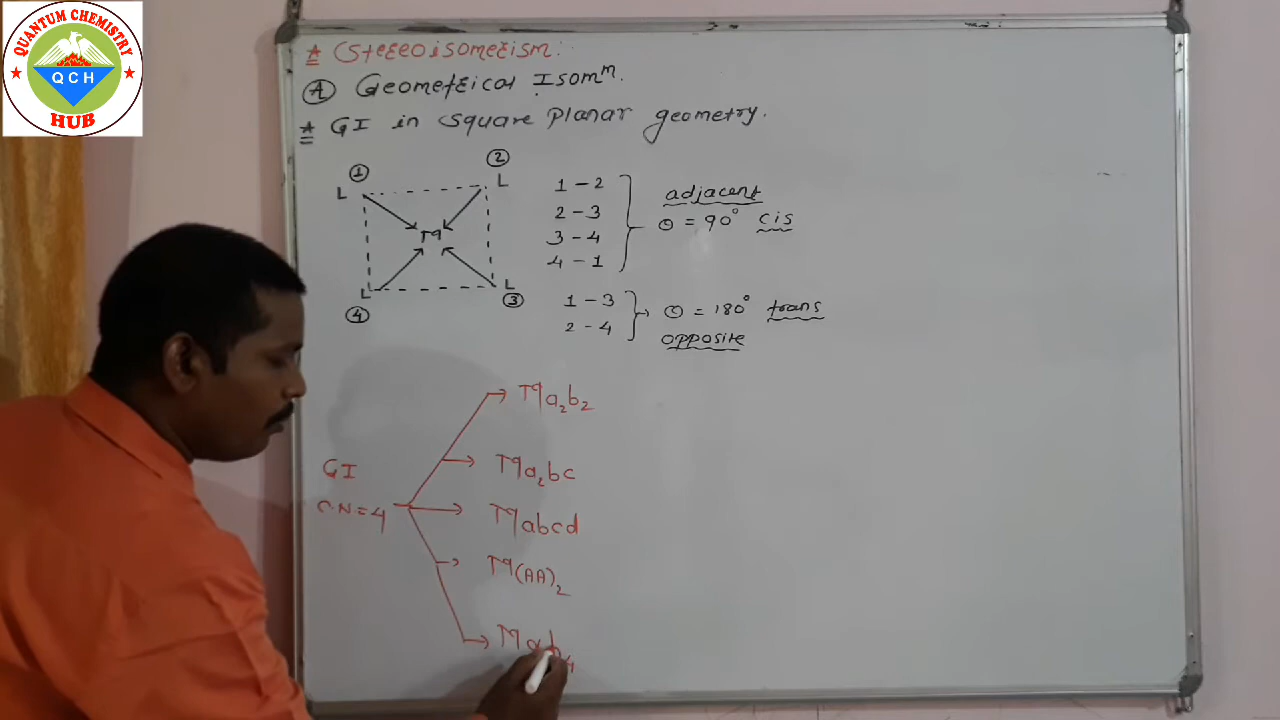 QUANTUM CHEMISTRY
QCH
HUB
* Stereoisomerism:
(A) Geometrical Isomᵐ.
* GI in square planar geometry.
① ②
L L
M
L L
④ ③
1 - 2
2 - 3
3 - 4
4 - 1
adjacent
θ = 90° cis
1 - 3
2 - 4
θ = 180° trans
opposite
GI
C.N = 4
Ma₂b₂
Ma₂bc
Mabcd
M(AA)₂